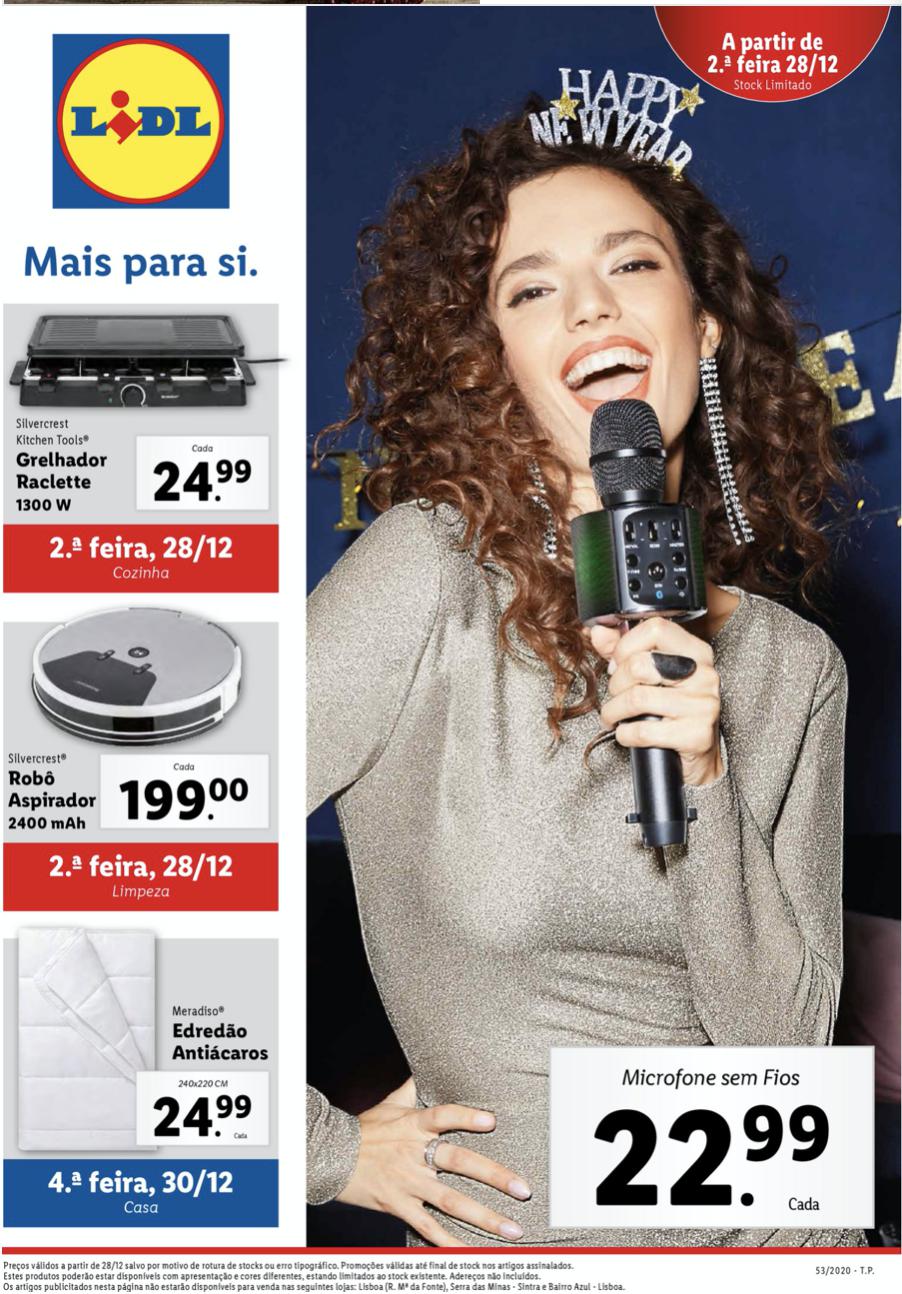 A partir de
2.ª feira 28/12
Stock Limitado
HAPPY
NEW YEAR
LIDL
Mais para si.
Silvercrest
Kitchen Tools®
Grelhador
Raclette
1300 W
Cada
24.99
2.ª feira, 28/12
Cozinha
Silvercrest®
Robô
Aspirador
2400 mAh
Cada
199.00
2.ª feira, 28/12
Limpeza
Meradiso®
Edredão
Antiácaros
240x220 CM
24.99
Cada
4.ª feira, 30/12
Casa
Microfone sem Fios
22.99
Cada
Preços válidos a partir de 28/12 salvo por motivo de rotura de stocks ou erro tipográfico. Promoções válidas até final de stock nos artigos assinalados.
Estes produtos poderão estar disponíveis com apresentação e cores diferentes, estando limitados ao stock existente. Adereços não incluídos.
Os artigos publicitados nesta página não estarão disponíveis para venda nas seguintes lojas: Lisboa (R. Mª da Fonte), Serra das Minas - Sintra e Bairro Azul - Lisboa.
53/2020 - T.P.